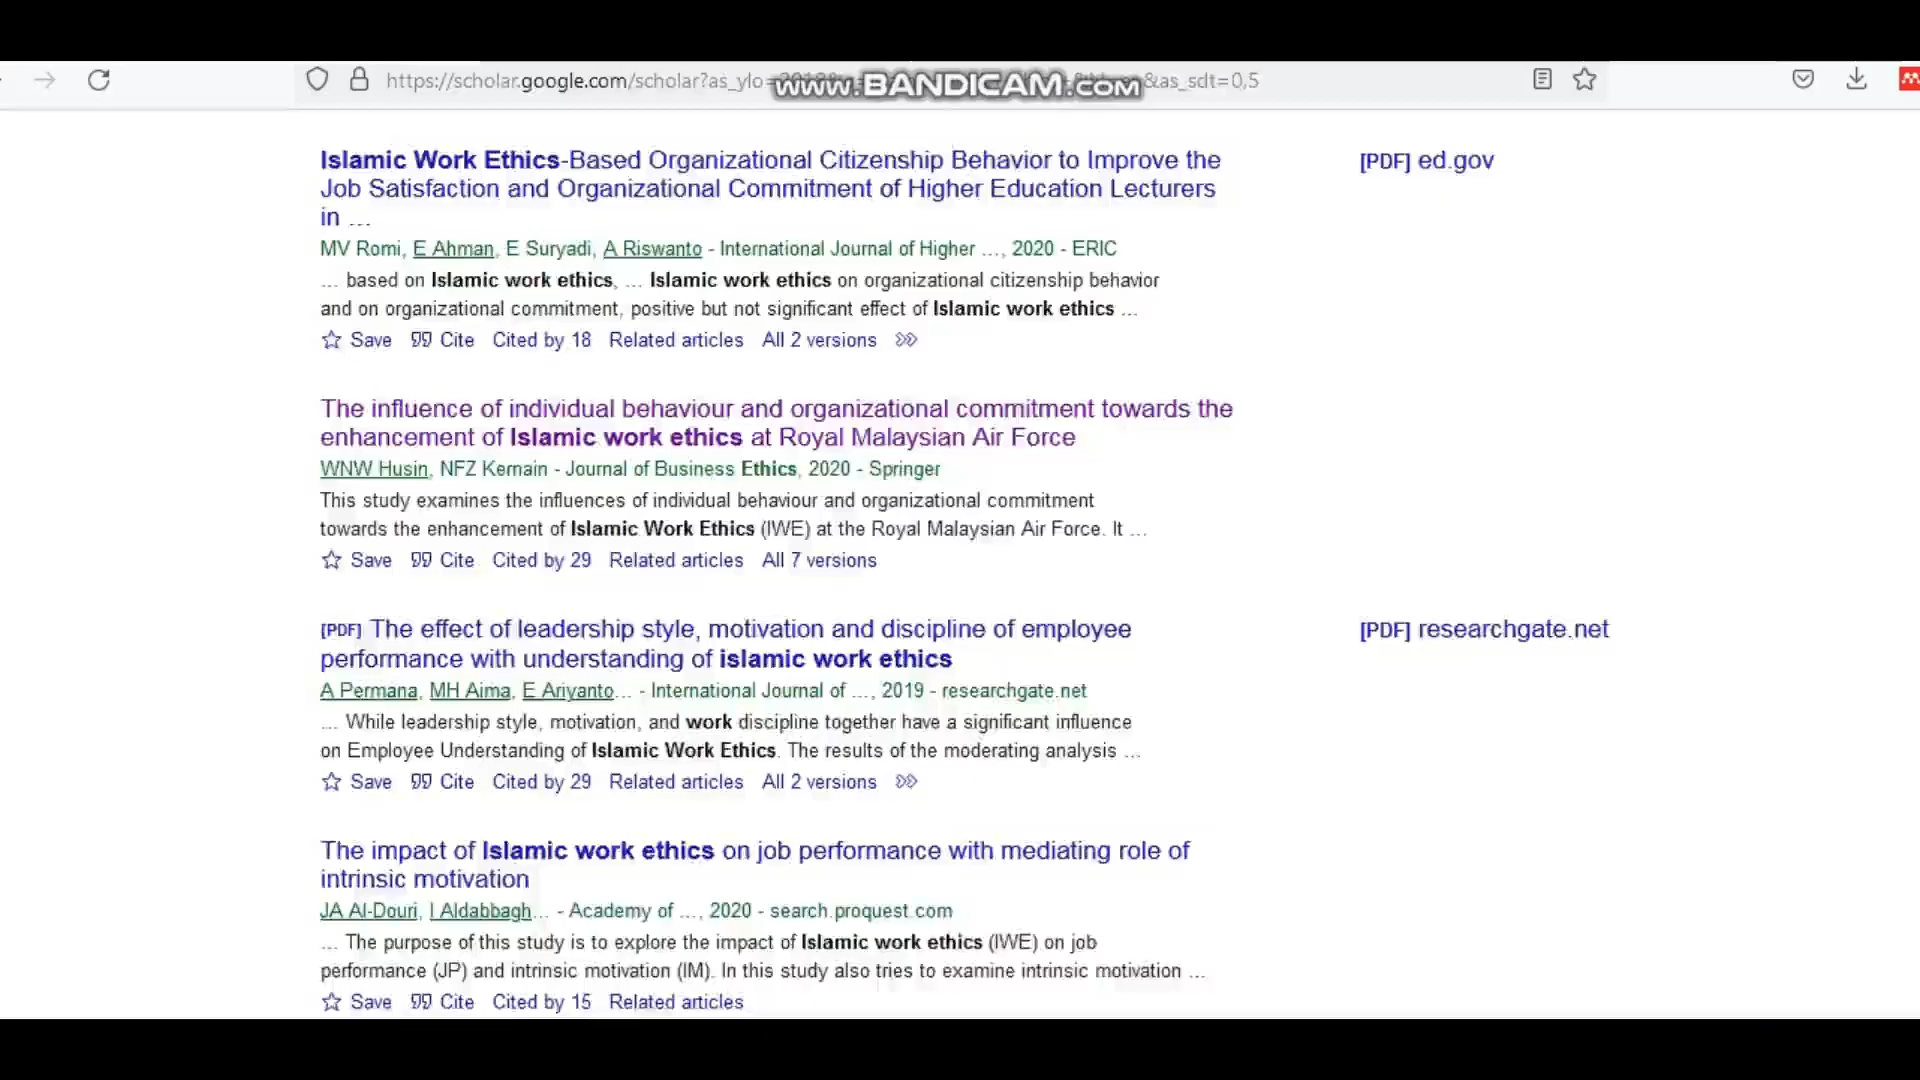 https://scholar.google.com/scholar?as_ylo= &as_sdt=0,5
www.BANDICAM.com
Islamic Work Ethics-Based Organizational Citizenship Behavior to Improve the
[PDF] ed.gov
Job Satisfaction and Organizational Commitment of Higher Education Lecturers
in ...
MV Romi, E Ahman, E Suryadi, A Riswanto - International Journal of Higher ..., 2020 - ERIC
... based on Islamic work ethics, ... Islamic work ethics on organizational citizenship behavior
and on organizational commitment, positive but not significant effect of Islamic work ethics ...
Save Cite Cited by 18 Related articles All 2 versions
The influence of individual behaviour and organizational commitment towards the
enhancement of Islamic work ethics at Royal Malaysian Air Force
WNW Husin, NFZ Kernain - Journal of Business Ethics, 2020 - Springer
This study examines the influences of individual behaviour and organizational commitment
towards the enhancement of Islamic Work Ethics (IWE) at the Royal Malaysian Air Force. It ...
Save Cite Cited by 29 Related articles All 7 versions
[PDF] The effect of leadership style, motivation and discipline of employee
[PDF] researchgate.net
performance with understanding of islamic work ethics
A Permana, MH Aima, E Ariyanto... - International Journal of ..., 2019 - researchgate.net
... While leadership style, motivation, and work discipline together have a significant influence
on Employee Understanding of Islamic Work Ethics. The results of the moderating analysis ...
Save Cite Cited by 29 Related articles All 2 versions
The impact of Islamic work ethics on job performance with mediating role of
intrinsic motivation
JA Al-Douri, I Aldabbagh... - Academy of ..., 2020 - search.proquest.com
... The purpose of this study is to explore the impact of Islamic work ethics (IWE) on job
performance (JP) and intrinsic motivation (IM). In this study also tries to examine intrinsic motivation ...
Save Cite Cited by 15 Related articles